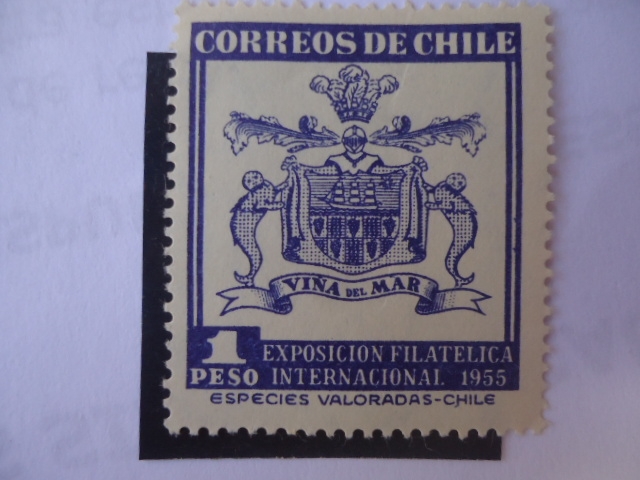 CORREOS DE CHILE
VIÑA DEL MAR
1 EXPOSICION FILATELICA
PESO INTERNACIONAL 1955
ESPECIES VALORADAS-CHILE